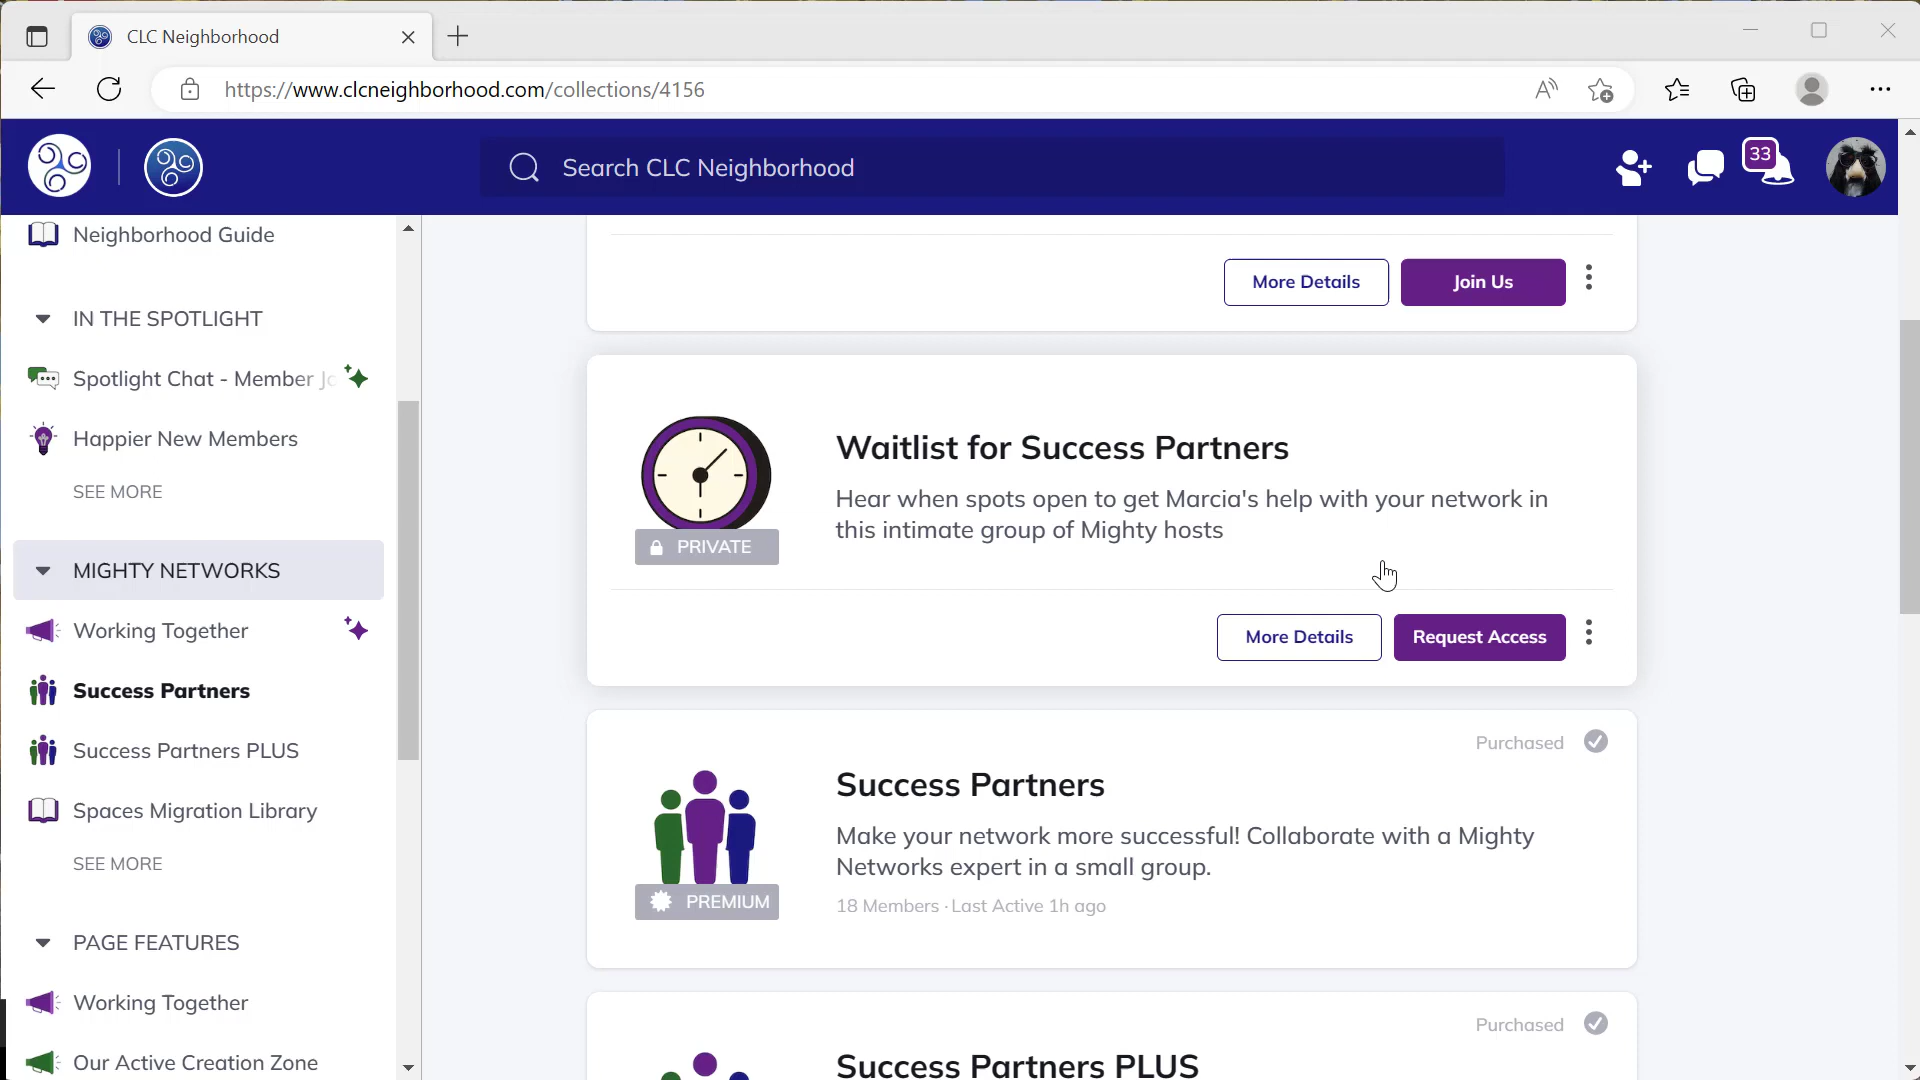 CLC Neighborhood
https://www.clcneighborhood.com/collections/4156
Search CLC Neighborhood
33
Neighborhood Guide
IN THE SPOTLIGHT
Spotlight Chat - Member Jo
Happier New Members
SEE MORE
MIGHTY NETWORKS
Working Together
Success Partners
Success Partners PLUS
Spaces Migration Library
SEE MORE
PAGE FEATURES
Working Together
Our Active Creation Zone
More Details
Join Us
Waitlist for Success Partners
Hear when spots open to get Marcia's help with your network in
this intimate group of Mighty hosts
PRIVATE
More Details
Request Access
Purchased
Success Partners
Make your network more successful! Collaborate with a Mighty
Networks expert in a small group.
PREMIUM
18 Members · Last Active 1h ago
Purchased
Success Partners PLUS